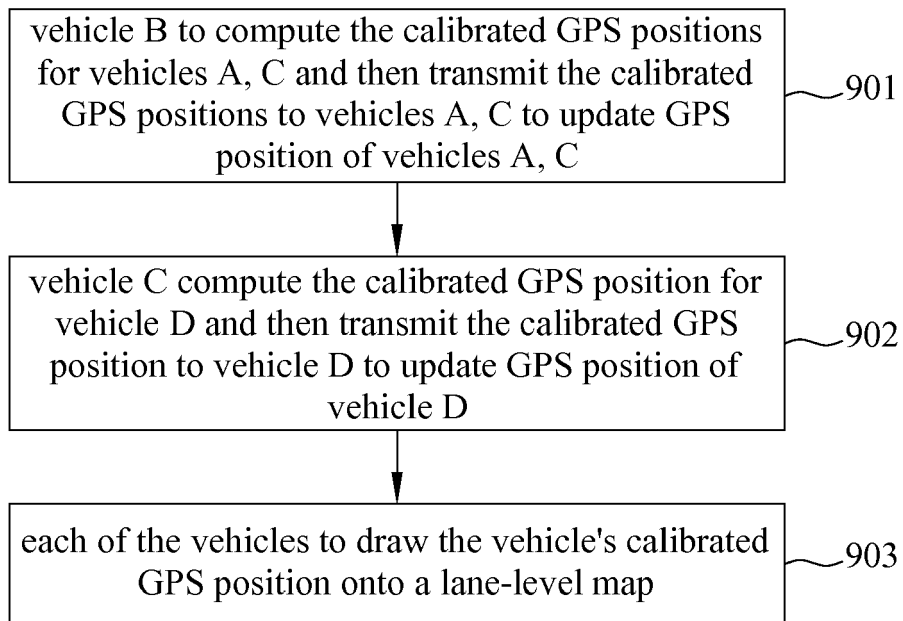 vehicle B to compute the calibrated GPS positions
for vehicles A, C and then transmit the calibrated
GPS positions to vehicles A, C to update GPS
position of vehicles A, C
901
vehicle C compute the calibrated GPS position for
vehicle D and then transmit the calibrated GPS
position to vehicle D to update GPS position of
vehicle D
902
each of the vehicles to draw the vehicle's calibrated
GPS position onto a lane-level map
903